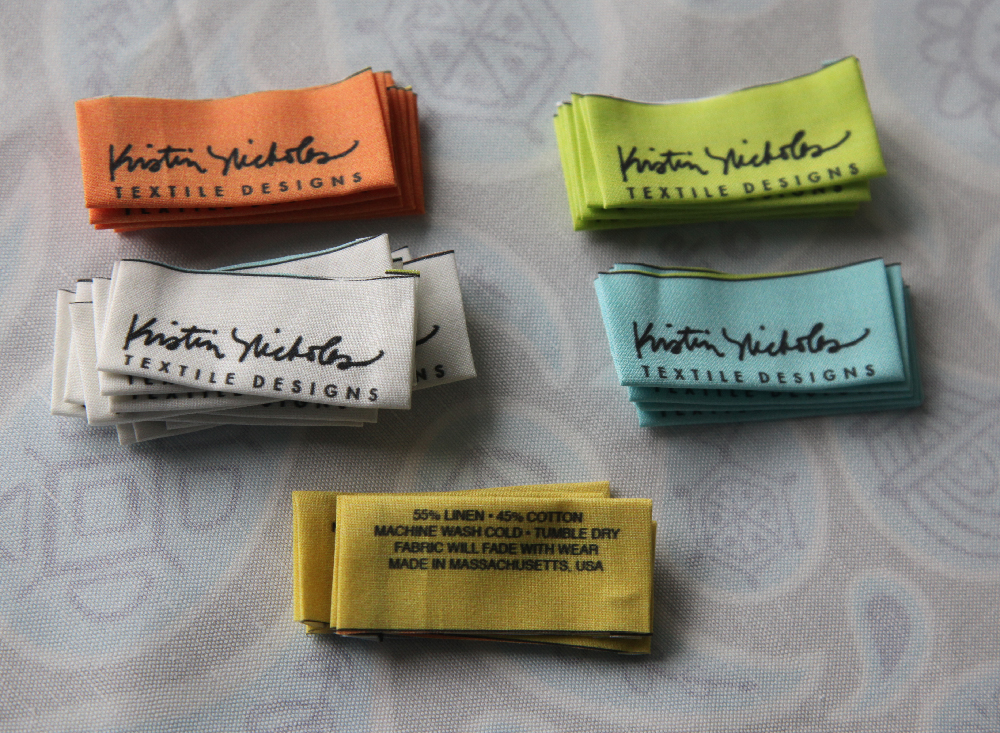 Kristin Nicholas
TEXTILE DESIGNS
Kristin Nicholas
TEXTILE DESIGNS
Kristin Nicholas
TEXTILE DESIGNS
NS
Kristin Nicholas
TEXTILE DESIGNS
55% LINEN • 45% COTTON
MACHINE WASH COLD • TUMBLE DRY
FABRIC WILL FADE WITH WEAR
MADE IN MASSACHUSETTS, USA